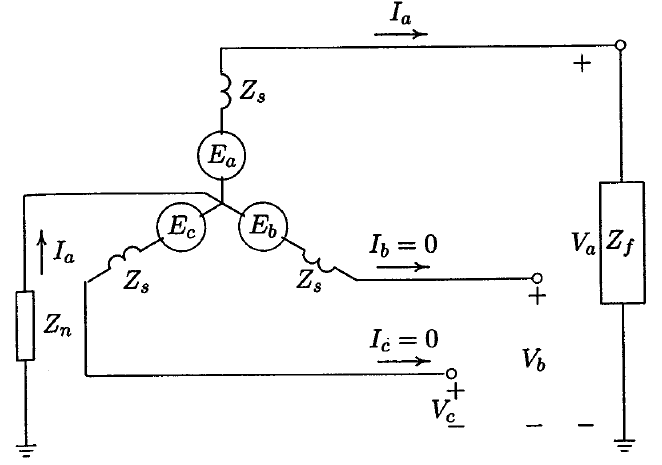 I_a
+
Z_s
E_a
E_c
E_b
I_a
Z_s
Z_s
I_b = 0
V_a
Z_f
+
Z_n
I_c = 0
V_b
+
V_c
− − −